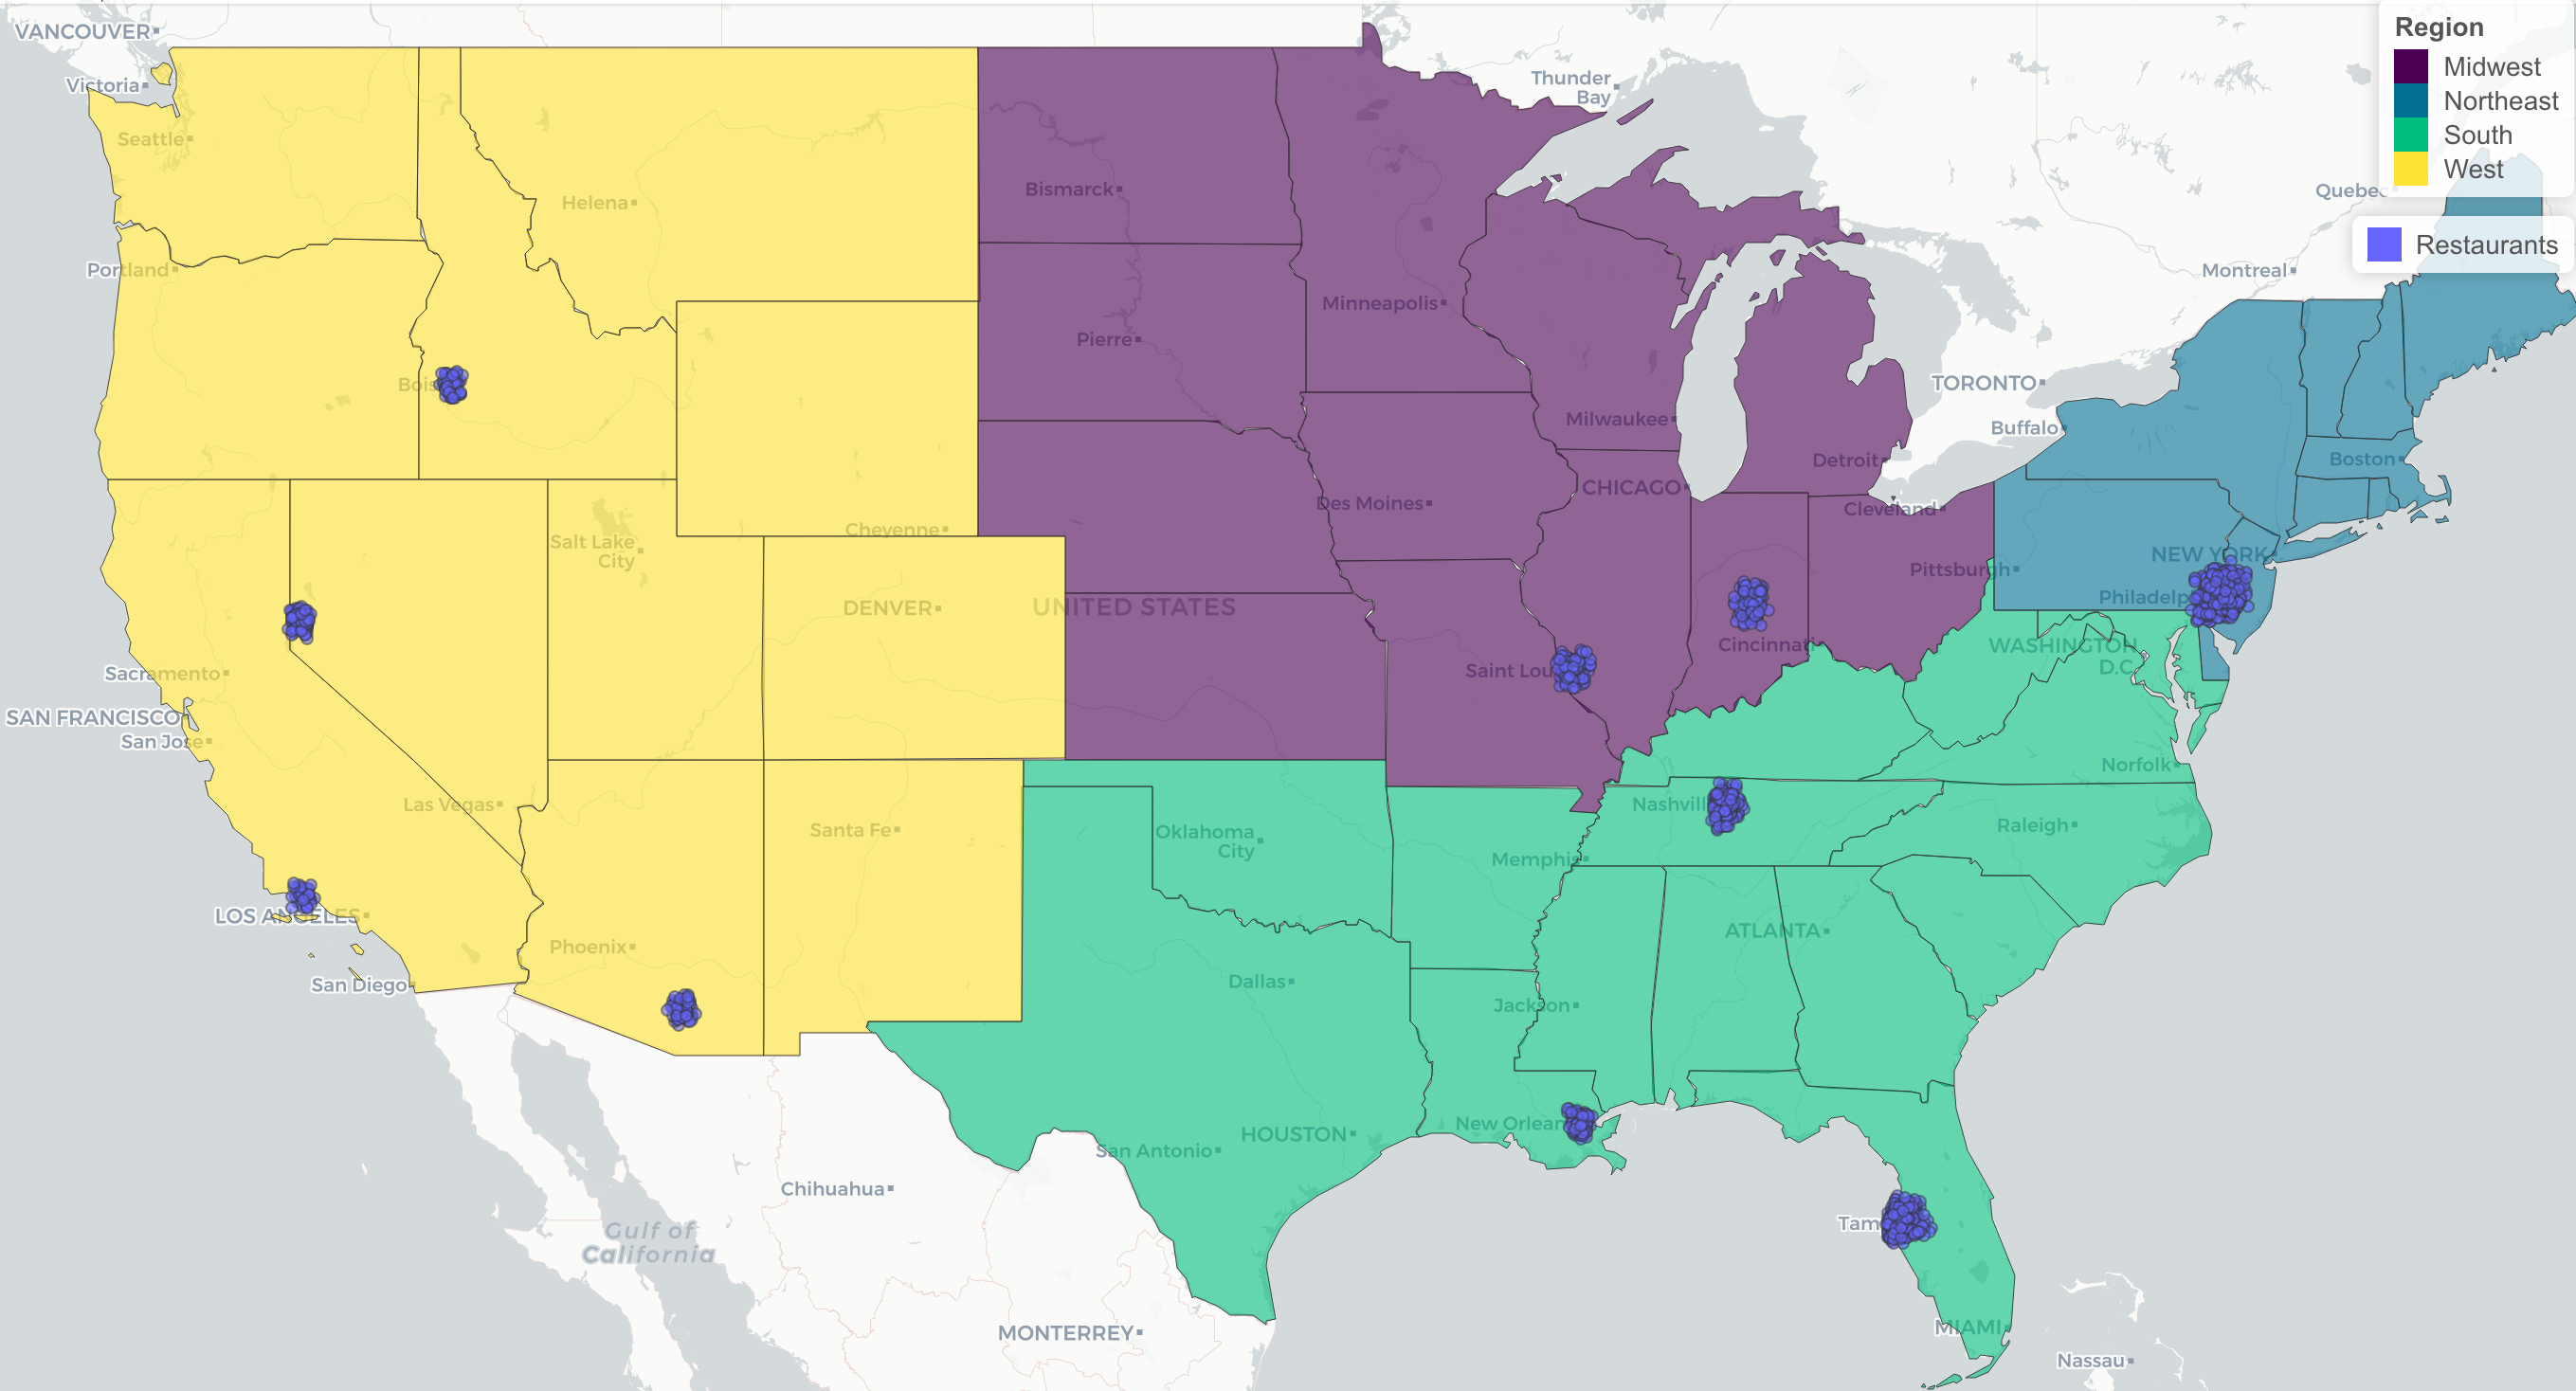 VANCOUVER
Victoria
Seattle
Portland
Helena
Bismarck
Thunder
Bay
Region
Midwest
Northeast
South
West
Restaurants
Quebec
Montreal
Pierre
Minneapolis
TORONTO
Buffalo
Boston
Bois
Milwaukee
Detroit
CHICAGO
Cleveland
Des Moines
Cheyenne
Salt Lake
City
NEW YORK
Pittsburgh
Philadelp
DENVER
UNITED STATES
Cincinnati
WASHINGTON
D.C.
Saint Lou
Sacramento
SAN FRANCISCO
San Jose
Norfolk
Las Vegas
Santa Fe
Oklahoma
City
Nashvill
Raleigh
Memphis
LOS ANGELES
Phoenix
ATLANTA
San Diego
Dallas
Jackson
New Orlean
HOUSTON
San Antonio
Chihuahua
Gulf of
California
Tam
MONTERREY
MIAMI
Nassau